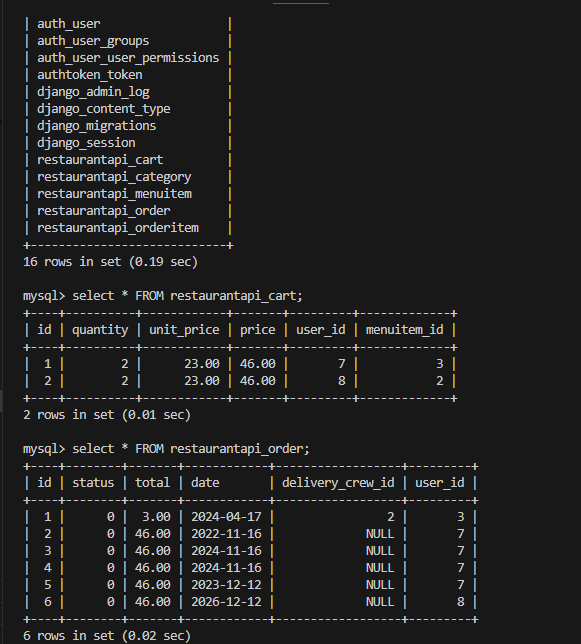 | auth_user                  |
| auth_user_groups           |
| auth_user_user_permissions |
| authtoken_token            |
| django_admin_log           |
| django_content_type        |
| django_migrations          |
| django_session             |
| restaurantapi_cart         |
| restaurantapi_category     |
| restaurantapi_menuitem     |
| restaurantapi_order        |
| restaurantapi_orderitem    |
+----------------------------+
16 rows in set (0.19 sec)

mysql> select * FROM restaurantapi_cart;
+----+----------+------------+-------+---------+-------------+
| id | quantity | unit_price | price | user_id | menuitem_id |
+----+----------+------------+-------+---------+-------------+
|  1 |        2 |      23.00 | 46.00 |       7 |           3 |
|  2 |        2 |      23.00 | 46.00 |       8 |           2 |
+----+----------+------------+-------+---------+-------------+
2 rows in set (0.01 sec)

mysql> select * FROM restaurantapi_order;
+----+--------+-------+------------+------------------+---------+
| id | status | total | date       | delivery_crew_id | user_id |
+----+--------+-------+------------+------------------+---------+
|  1 |      0 |  3.00 | 2024-04-17 |                2 |       3 |
|  2 |      0 | 46.00 | 2022-11-16 |             NULL |       7 |
|  3 |      0 | 46.00 | 2024-11-16 |             NULL |       7 |
|  4 |      0 | 46.00 | 2024-11-16 |             NULL |       7 |
|  5 |      0 | 46.00 | 2023-12-12 |             NULL |       7 |
|  6 |      0 | 46.00 | 2026-12-12 |             NULL |       8 |
+----+--------+-------+------------+------------------+---------+
6 rows in set (0.02 sec)